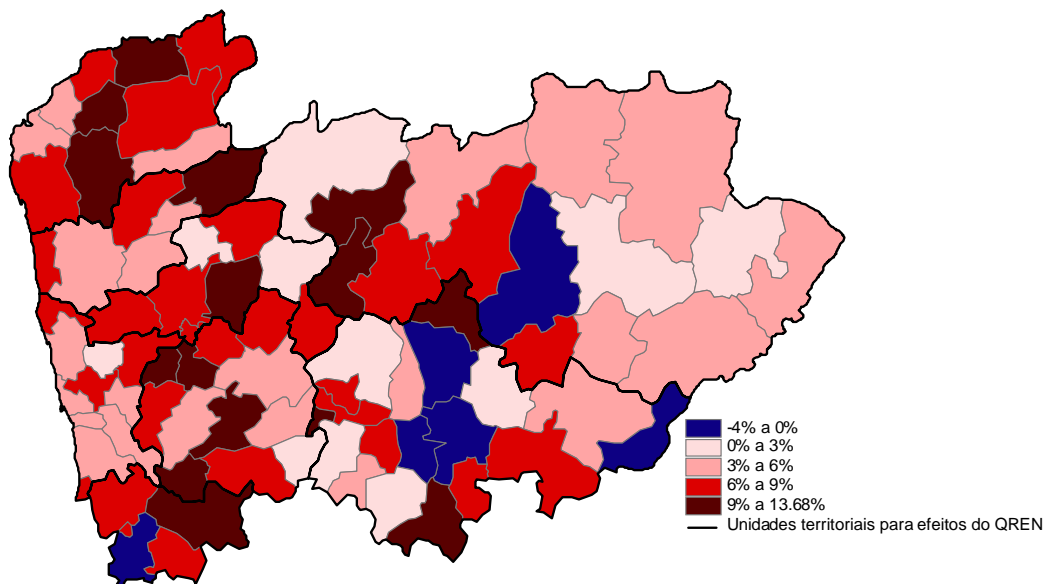 -4% a 0%
0% a 3%
3% a 6%
6% a 9%
9% a 13.68%
Unidades territoriais para efeitos do QREN